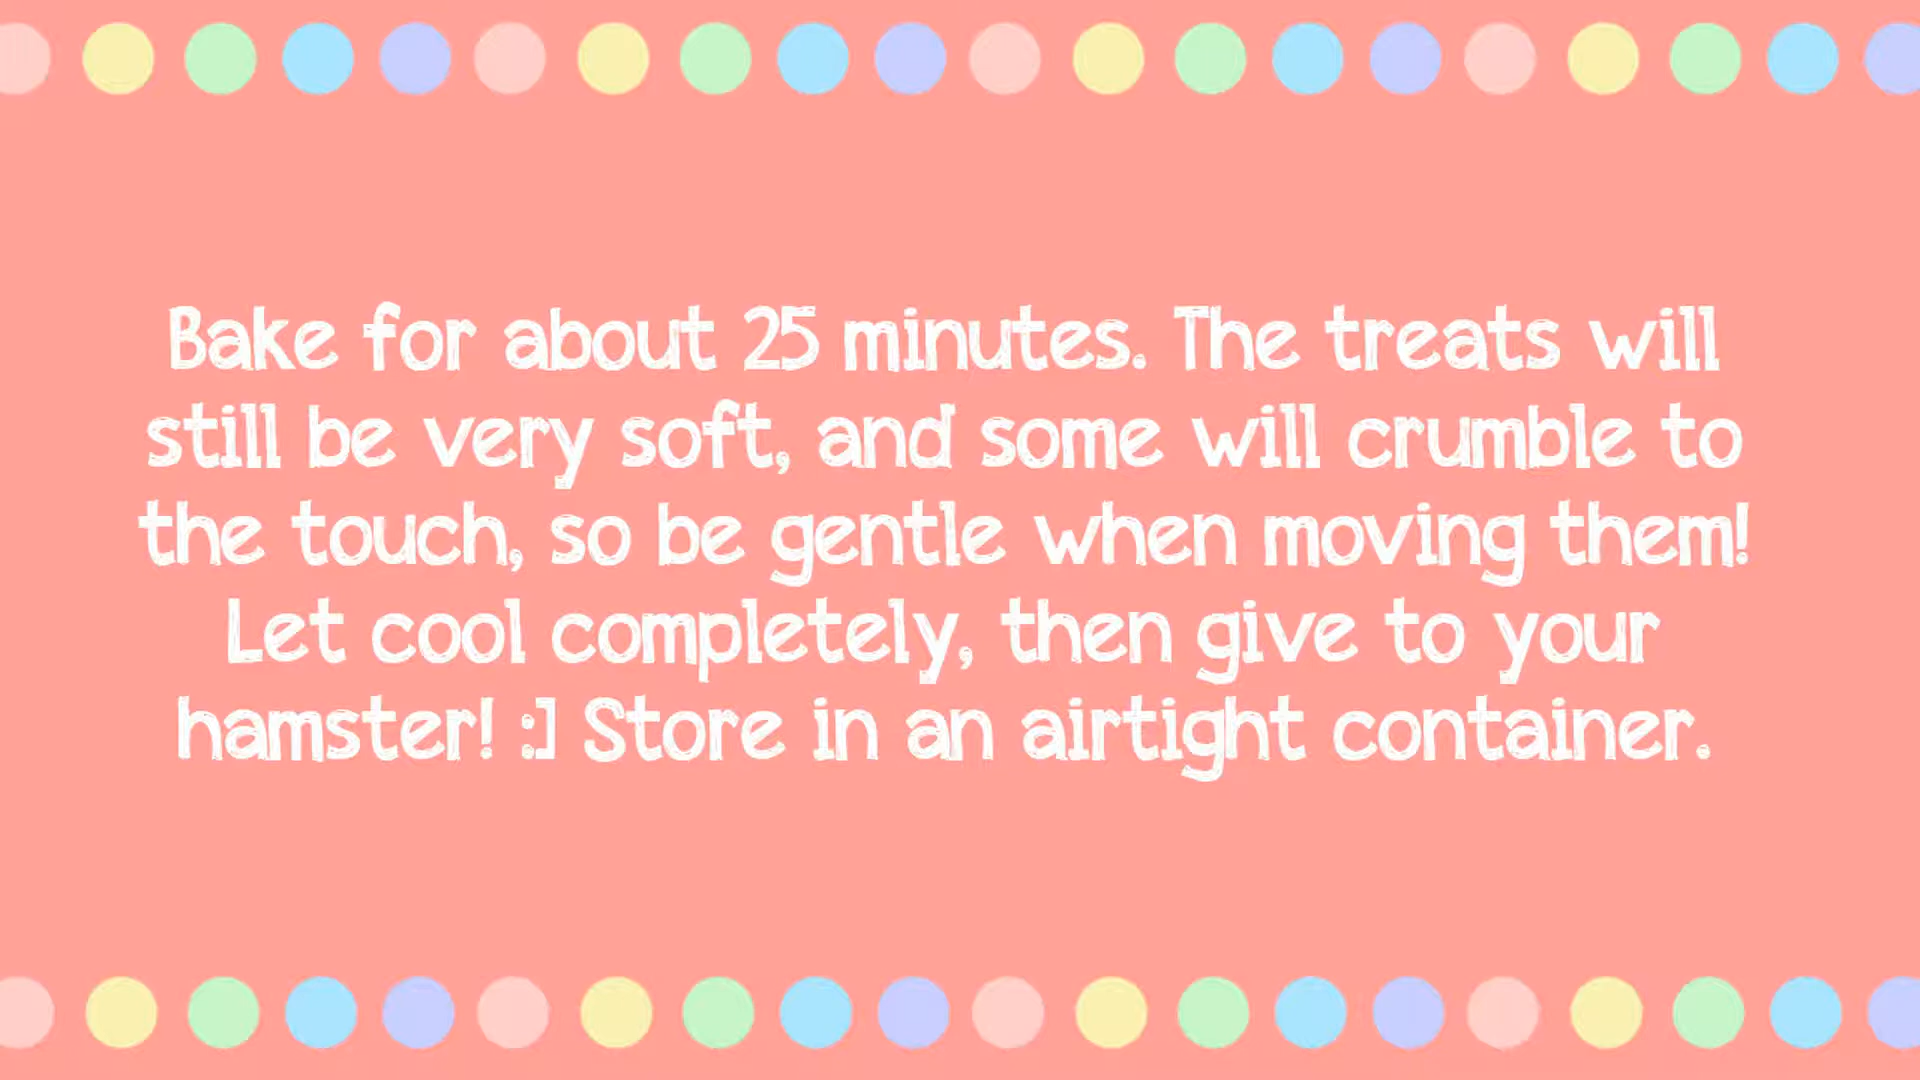 Bake for about 25 minutes. The treats will
still be very soft, and some will crumble to
the touch, so be gentle when moving them!
Let cool completely, then give to your
hamster! :] Store in an airtight container.